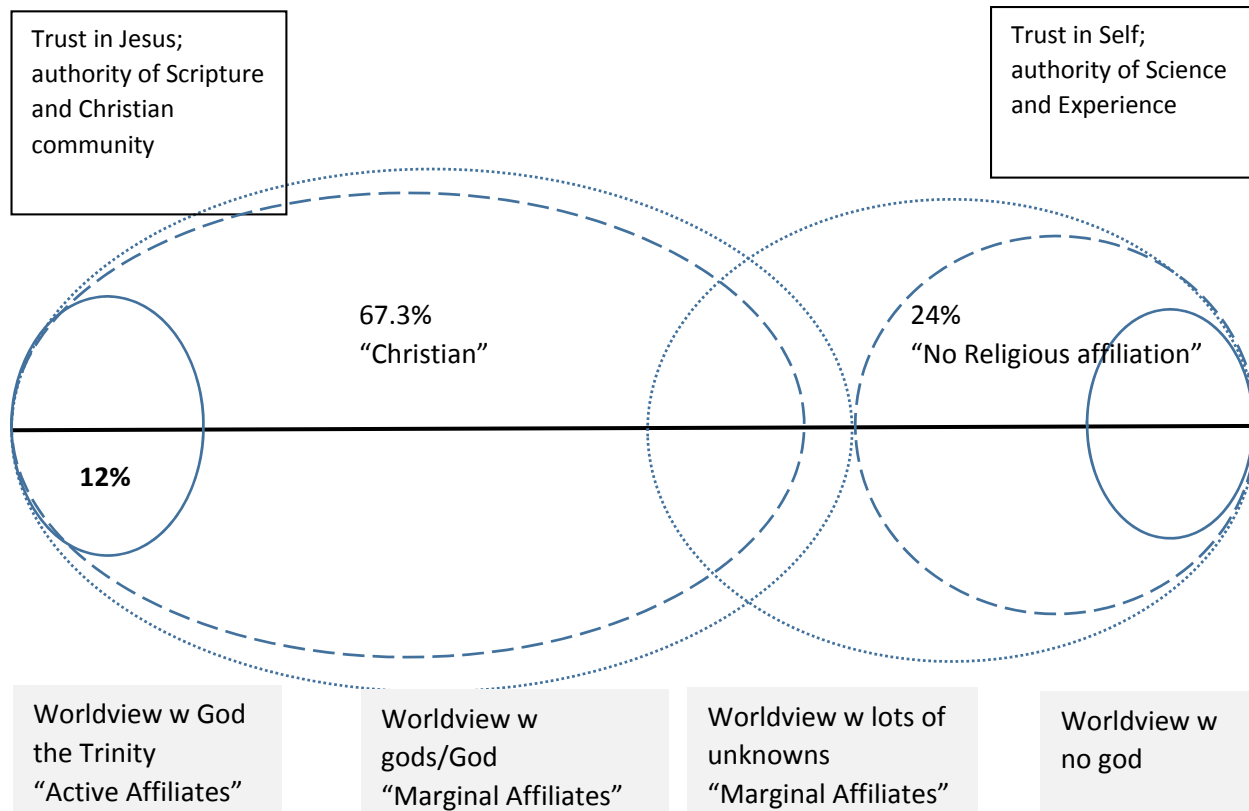 Trust in Jesus;
authority of Scripture
and Christian
community
Trust in Self;
authority of Science
and Experience
67.3%
“Christian”
24%
“No Religious affiliation”
12%
Worldview w God
the Trinity
“Active Affiliates”
Worldview w
gods/God
“Marginal Affiliates”
Worldview w lots of
unknowns
“Marginal Affiliates”
Worldview w
no god